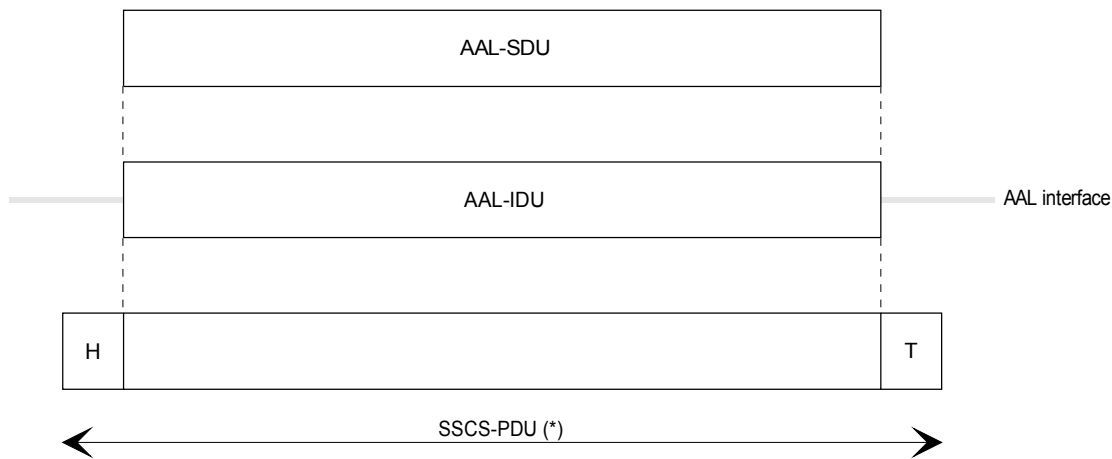 AAL-SDU
AAL-IDU
AAL interface
H
T
SSCS-PDU (*)